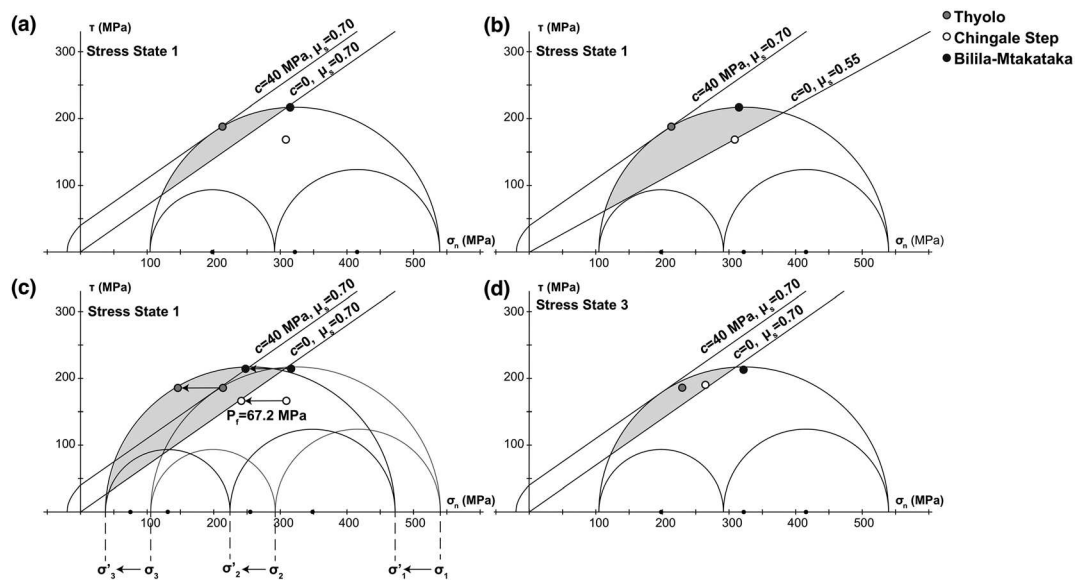 (a)
τ (MPa)
Stress State 1
c=40 MPa, μs=0.70
c=0, μs=0.70
300
200
100
σn (MPa)
100 200 300 400 500
(b)
τ (MPa)
Stress State 1
c=40 MPa, μs=0.70
c=0, μs=0.55
300
200
100
σn (MPa)
100 200 300 400 500
Thyolo
Chingale Step
Bilila-Mtakataka
(c)
τ (MPa)
Stress State 1
c=40 MPa, μs=0.70
c=0, μs=0.70
300
200
100
Pf=67.2 MPa
σn (MPa)
100 200 300 400 500
σ'3 σ3 σ'2 σ2 σ'1 σ1
(d)
τ (MPa)
Stress State 3
c=40 MPa, μs=0.70
c=0, μs=0.70
300
200
100
σn (MPa)
100 200 300 400 500